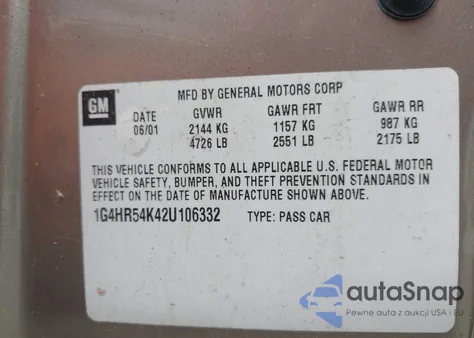 GM
MFD BY GENERAL MOTORS CORP
DATE GVWR GAWR FRT GAWR RR
06/01 2144 KG 1157 KG 987 KG
4726 LB 2551 LB 2175 LB
THIS VEHICLE CONFORMS TO ALL APPLICABLE U.S. FEDERAL MOTOR
VEHICLE SAFETY, BUMPER, AND THEFT PREVENTION STANDARDS IN
EFFECT ON THE DATE OF MANUFACTURE SHOWN ABOVE.
1G4HR54K42U106332 TYPE: PASS CAR
autoSnap
Pewne auta z aukcji USA i EU